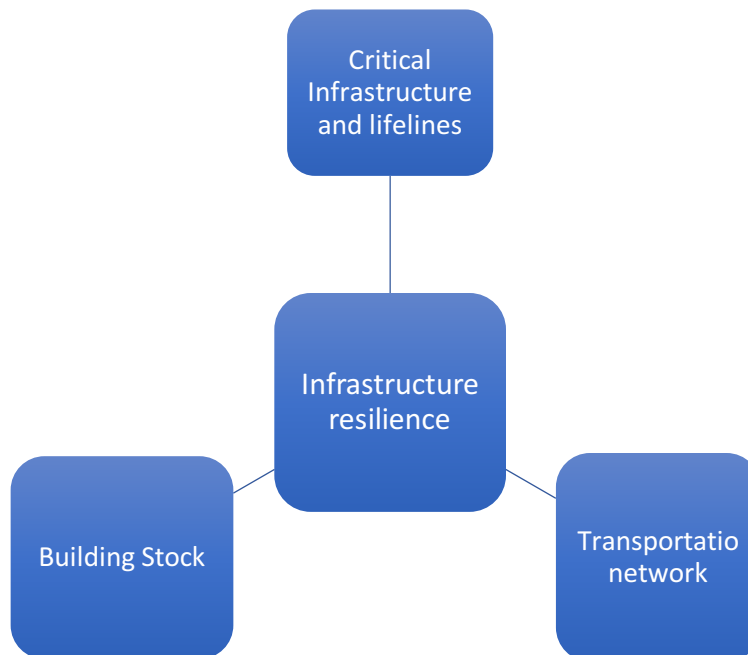 Critical
Infrastructure
and lifelines
Infrastructure
resilience
Building Stock
Transportatio
network